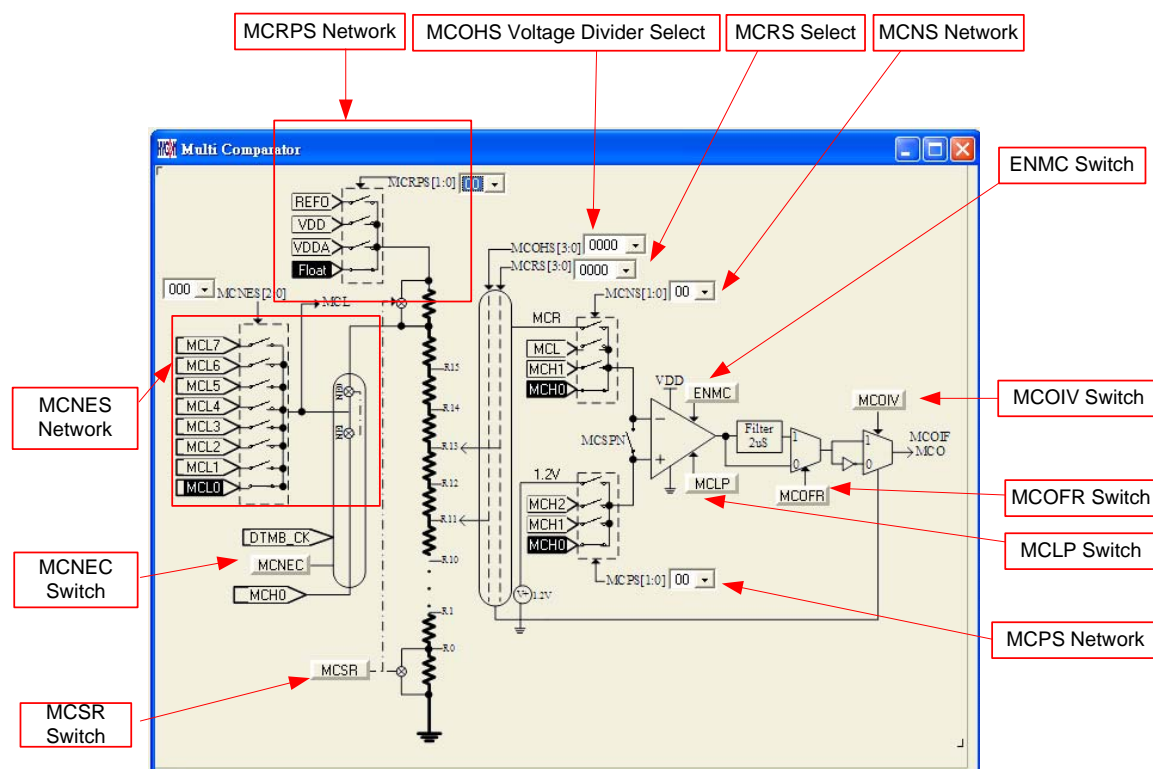 MCRPS Network
MCOHS Voltage Divider Select
MCRS Select
MCNS Network
Multi Comparator
ENMC Switch
MCRPS[1:0] 00
REFO
VDD
VDDA
Float
MCOHS[3:0] 0000
MCRS[3:0] 0000
000 MCNES[2:0]
MCL
MCNS[1:0] 00
MCR
MCL
MCH1
MCH0
MCL7
MCL6
MCL5
MCL4
MCL3
MCL2
MCL1
MCL0
MCNES
Network
R15
R14
R13
R12
R11
R10
R1
R0
VDD
ENMC
MCSPN
MCLP
Filter
2uS
1
0
MCOFR
MCOIV
1
0
MCOIF
MCO
MCOIV
Switch
MCOFR Switch
MCLP Switch
1.2V
MCH2
MCH1
MCH0
MCPS[1:0] 00
V+ 1.2V
MCPS Network
DTMB_CK
MCNEC
MCH0
MCNEC
Switch
MCSR
MCSR
Switch